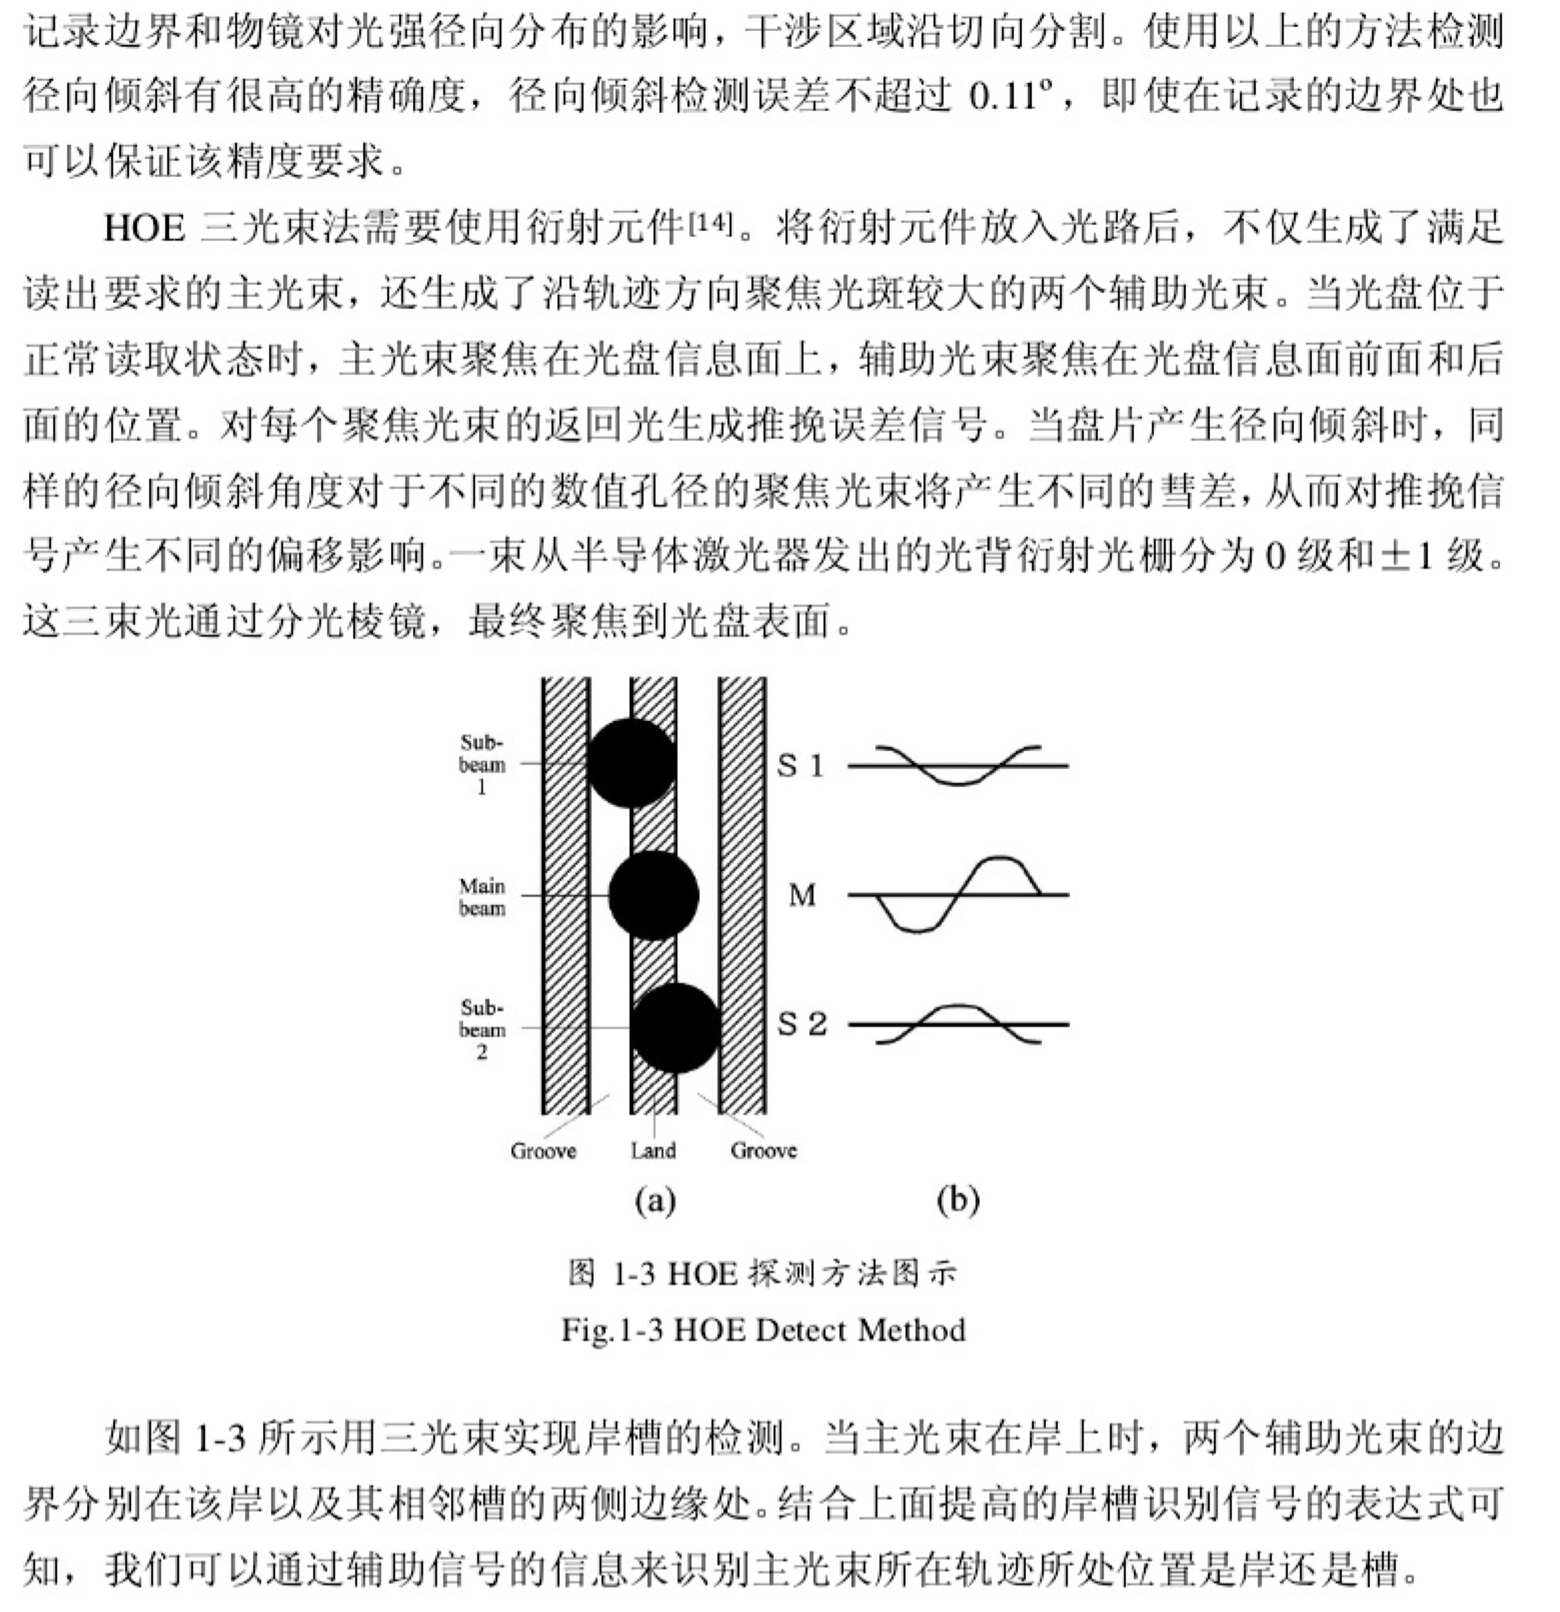 记录边界和物镜对光强径向分布的影响，干涉区域沿切向分割。使用以上的方法检测
径向倾斜有很高的精确度，径向倾斜检测误差不超过 0.11°，即使在记录的边界处也
可以保证该精度要求。
HOE 三光束法需要使用衍射元件[14]。将衍射元件放入光路后，不仅生成了满足
读出要求的主光束，还生成了沿轨迹方向聚焦光斑较大的两个辅助光束。当光盘位于
正常读取状态时，主光束聚焦在光盘信息面上，辅助光束聚焦在光盘信息面前面和后
面的位置。对每个聚焦光束的返回光生成推挽误差信号。当盘片产生径向倾斜时，同
样的径向倾斜角度对于不同的数值孔径的聚焦光束将产生不同的彗差，从而对推挽信
号产生不同的偏移影响。一束从半导体激光器发出的光背衍射光栅分为 0 级和±1 级。
这三束光通过分光棱镜，最终聚焦到光盘表面。
Sub-
beam
1
S 1
Main
beam
M
Sub-
beam
2
S 2
Groove Land Groove
(a) (b)
图 1-3 HOE 探测方法图示
Fig.1-3 HOE Detect Method
如图 1-3 所示用三光束实现岸槽的检测。当主光束在岸上时，两个辅助光束的边
界分别在该岸以及其相邻槽的两侧边缘处。结合上面提高的岸槽识别信号的表达式可
知，我们可以通过辅助信号的信息来识别主光束所在轨迹所处位置是岸还是槽。